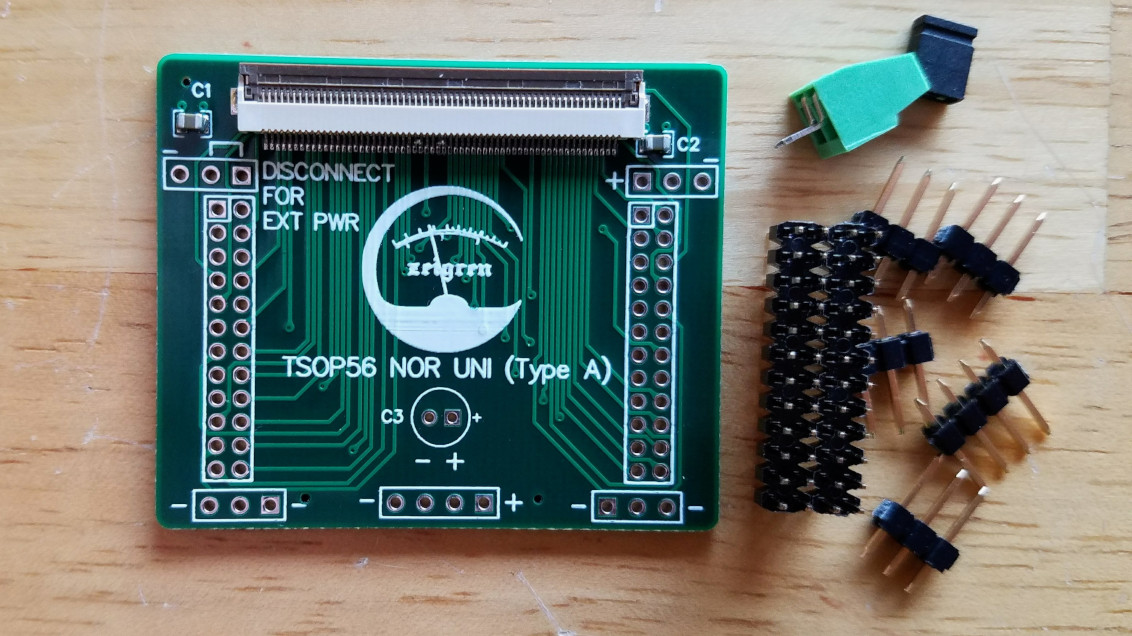 C1
C2
-
-
+
DISCONNECT
FOR
EXT PWR
zeigren
TSOP56 NOR UNI (Type A)
C3
+
- +
- -
- +
- -